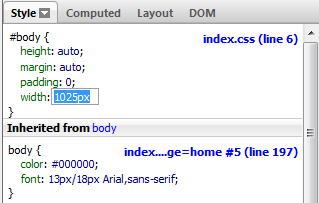 Style Computed Layout DOM
#body { index.css (line 6)
height: auto;
margin: auto;
padding: 0;
width: 1025px
}
Inherited from body
body { index....ge=home #5 (line 197)
color: #000000;
font: 13px/18px Arial,sans-serif;
}